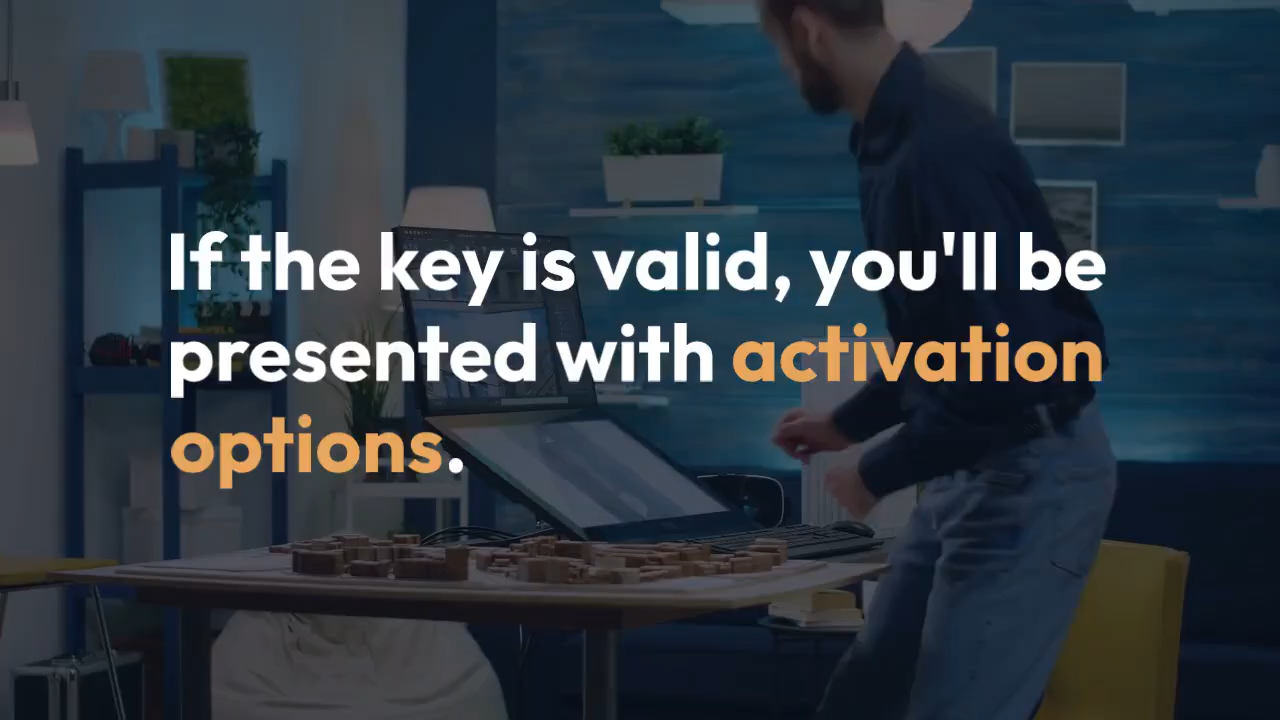 If the key is valid, you'll be
presented with activation
options.